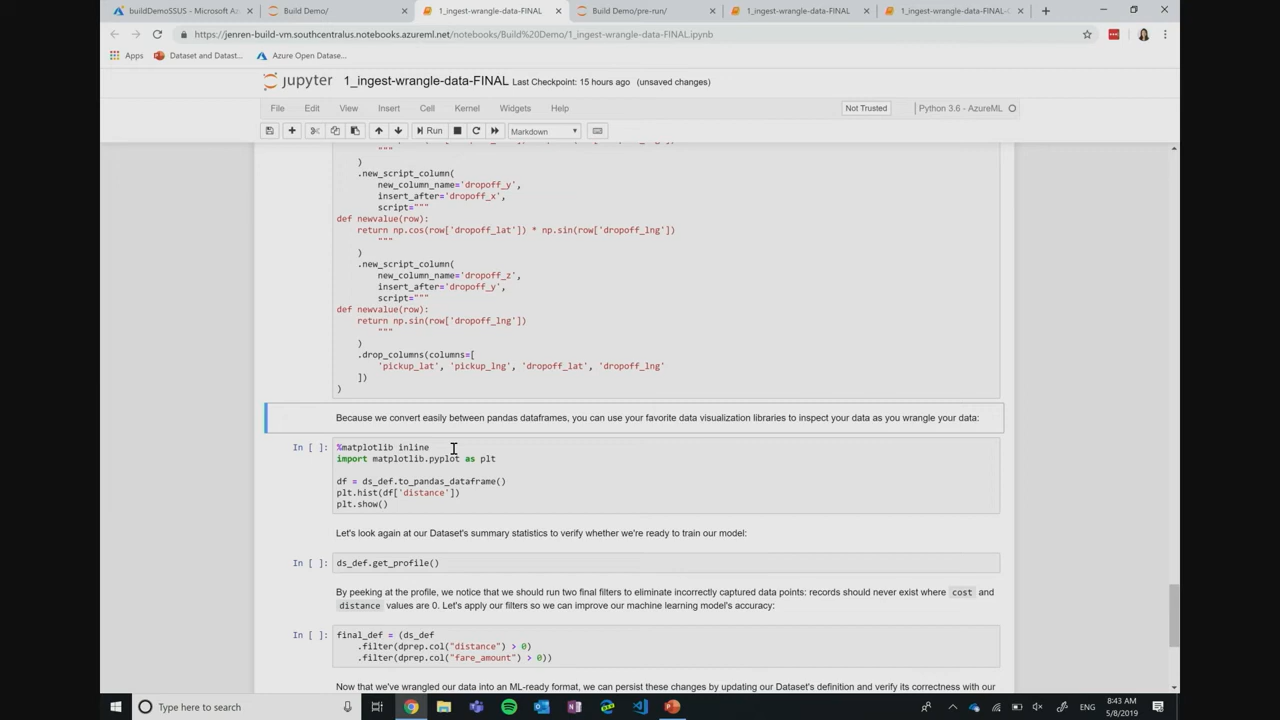 buildDemoSSUS - Microsoft A
Build Demo/
1_ingest-wrangle-data-FINAL
Build Demo/pre-run/
1_ingest-wrangle-data-FINAL
1_ingest-wrangle-data-FINAL-
https://jenren-build-vm.southcentralus.notebooks.azureml.net/notebooks/Build%20Demo/1_ingest-wrangle-data-FINAL.ipynb
Apps
Dataset and Datast...
Azure Open Datase...
jupyter 1_ingest-wrangle-data-FINAL Last Checkpoint: 15 hours ago (unsaved changes)
File Edit View Insert Cell Kernel Widgets Help Not Trusted Python 3.6 - AzureML
Run Markdown
"""
)
.new_script_column(
new_column_name='dropoff_y',
insert_after='dropoff_x',
script="""
def newvalue(row):
return np.cos(row['dropoff_lat']) * np.sin(row['dropoff_lng'])
"""
)
.new_script_column(
new_column_name='dropoff_z',
insert_after='dropoff_y',
script="""
def newvalue(row):
return np.sin(row['dropoff_lng'])
"""
)
.drop_columns(columns=[
'pickup_lat', 'pickup_lng', 'dropoff_lat', 'dropoff_lng'
])
)
Because we convert easily between pandas dataframes, you can use your favorite data visualization libraries to inspect your data as you wrangle your data:
In [ ]: %matplotlib inline
import matplotlib.pyplot as plt
df = ds_def.to_pandas_dataframe()
plt.hist(df['distance'])
plt.show()
Let's look again at our Dataset's summary statistics to verify whether we're ready to train our model:
In [ ]: ds_def.get_profile()
By peeking at the profile, we notice that we should run two final filters to eliminate incorrectly captured data points: records should never exist where cost and
distance values are 0. Let's apply our filters so we can improve our machine learning model's accuracy:
In [ ]: final_def = (ds_def
.filter(dprep.col("distance") > 0)
.filter(dprep.col("fare_amount") > 0))
Now that we've wrangled our data into an ML-ready format, we can persist these changes by updating our Dataset's definition and verify its correctness with our
Type here to search
8:43 AM
5/8/2019